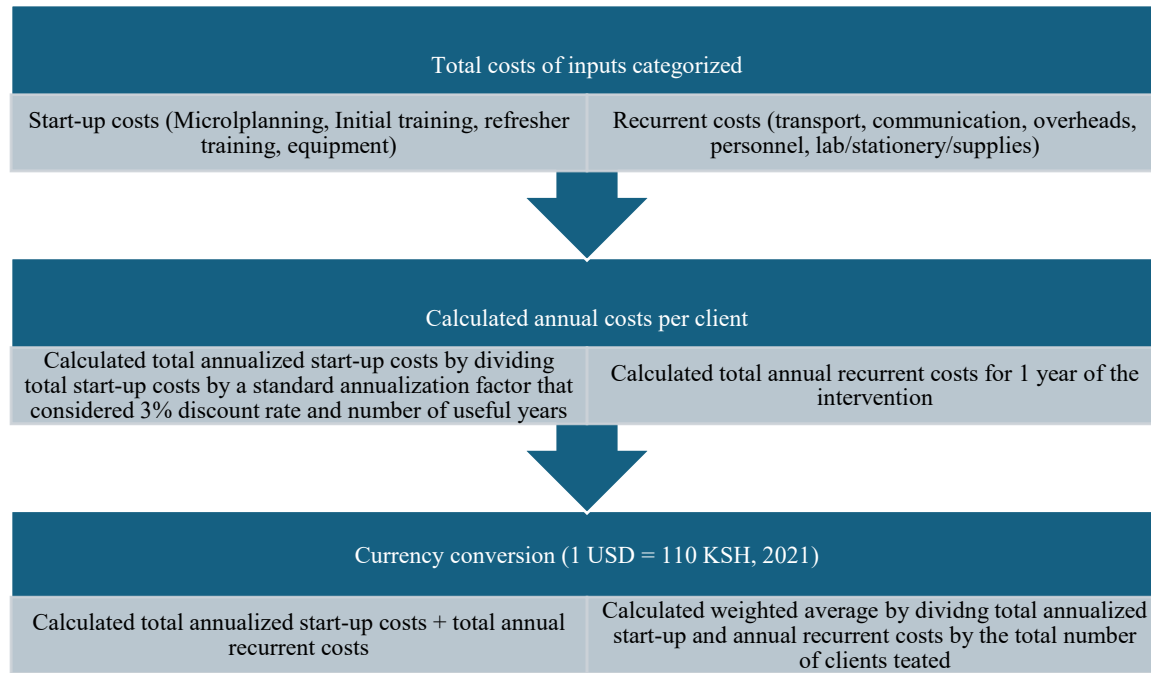 Total costs of inputs categorized
Start-up costs (Microlplanning, Initial training, refresher
training, equipment)
Recurrent costs (transport, communication, overheads,
personnel, lab/stationery/supplies)
Calculated annual costs per client
Calculated total annualized start-up costs by dividing
total start-up costs by a standard annualization factor that
considered 3% discount rate and number of useful years
Calculated total annual recurrent costs for 1 year of the
intervention
Currency conversion (1 USD = 110 KSH, 2021)
Calculated total annualized start-up costs + total annual
recurrent costs
Calculated weighted average by dividng total annualized
start-up and annual recurrent costs by the total number
of clients teated